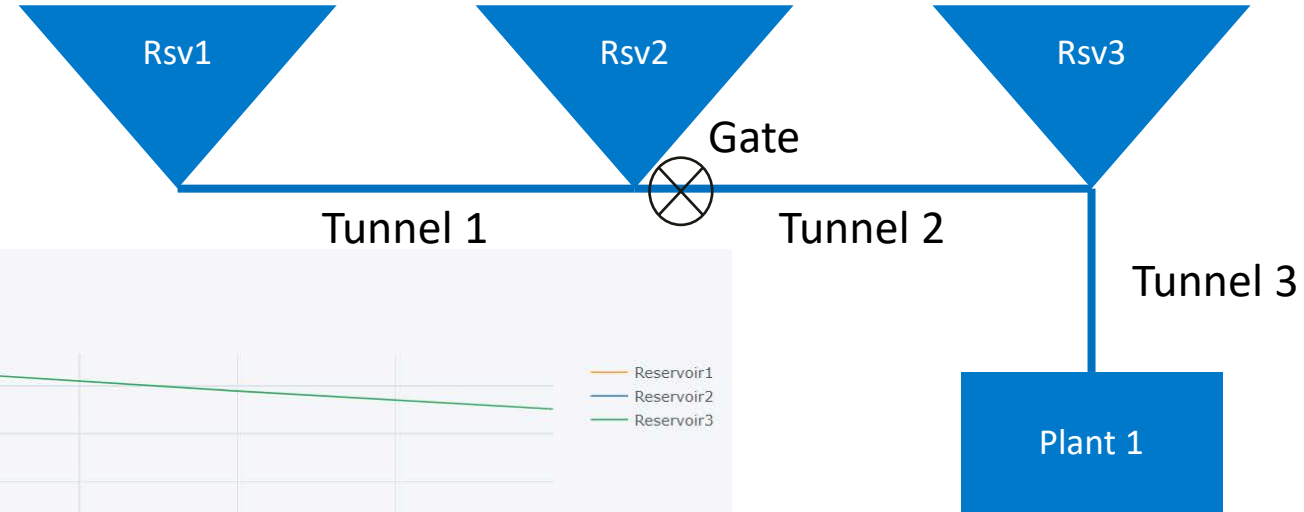 Rsv1
Rsv2
Rsv3
Gate
Tunnel 1
Tunnel 2
Tunnel 3
Reservoir1
Reservoir2
Reservoir3
Plant 1